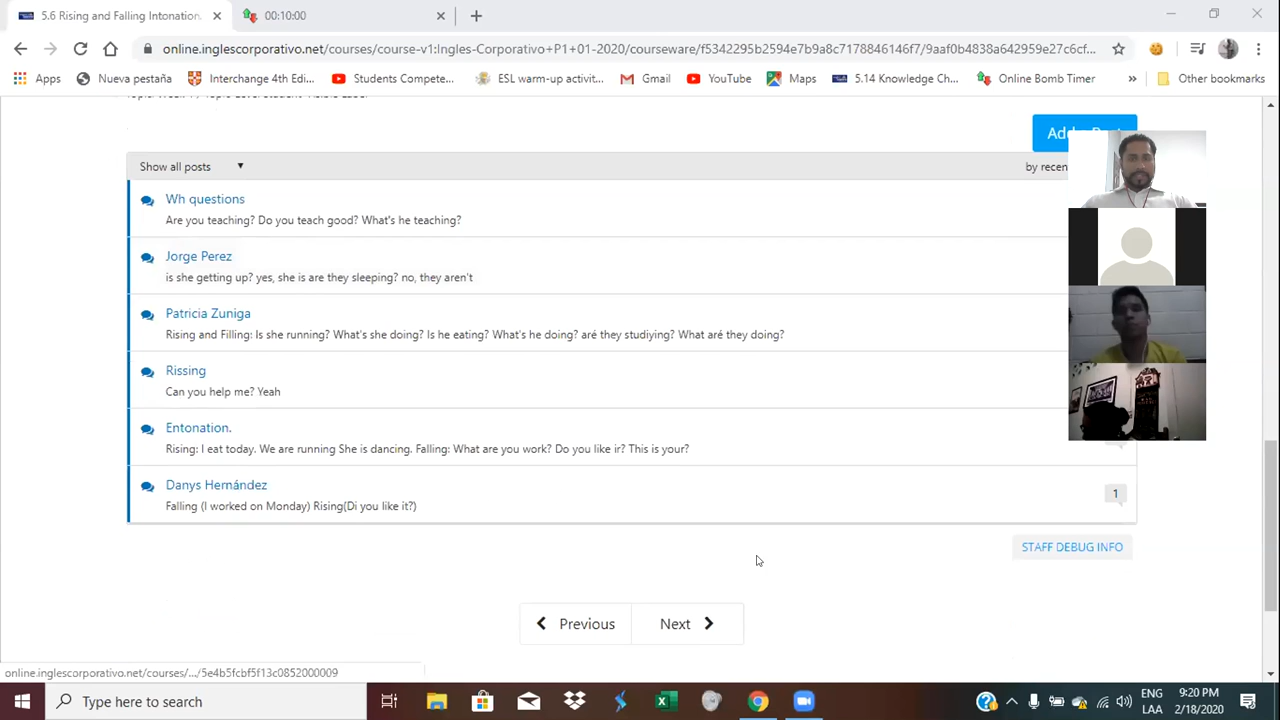 5.6 Rising and Falling Intonation.
00:10:00
online.inglescorporativo.net/courses/course-v1:Ingles-Corporativo+P1+01-2020/courseware/f5342295b2594e7b9a8c7178846146f7/9aaf0b4838a642959e27c6cf...
Apps
Nueva pestaña
Interchange 4th Edi...
Students Compete...
ESL warm-up activit...
Gmail
YouTube
Maps
5.14 Knowledge Ch...
Online Bomb Timer
Other bookmarks
Show all posts
by recen
Wh questions
Are you teaching? Do you teach good? What's he teaching?
Jorge Perez
is she getting up? yes, she is are they sleeping? no, they aren't
Patricia Zuniga
Rising and Filling: Is she running? What's she doing? Is he eating? What's he doing? aré they studiying? What aré they doing?
Rissing
Can you help me? Yeah
Entonation.
Rising: I eat today. We are running She is dancing. Falling: What are you work? Do you like ir? This is your?
Danys Hernández
Falling (I worked on Monday) Rising(Di you like it?)
1
STAFF DEBUG INFO
Previous
Next
online.inglescorporativo.net/courses/.../5e4b5fcbf5f13c0852000009
Type here to search
ENG
LAA
9:20 PM
2/18/2020